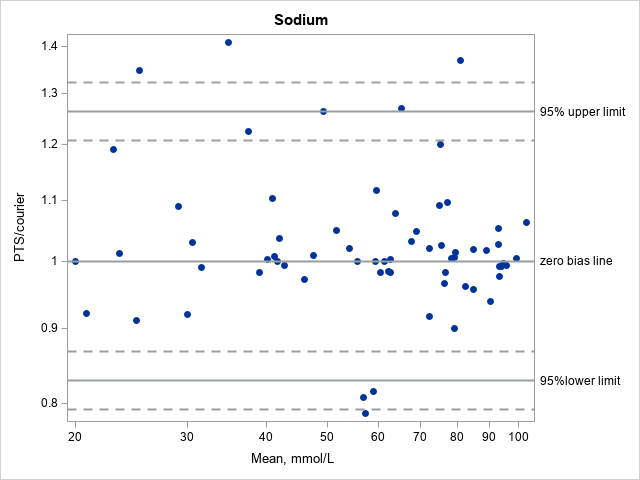 Sodium
1.4
1.3
95% upper limit
1.2
1.1
PTS/courier
1
zero bias line
0.9
95%lower limit
0.8
20 30 40 50 60 70 80 90 100
Mean, mmol/L